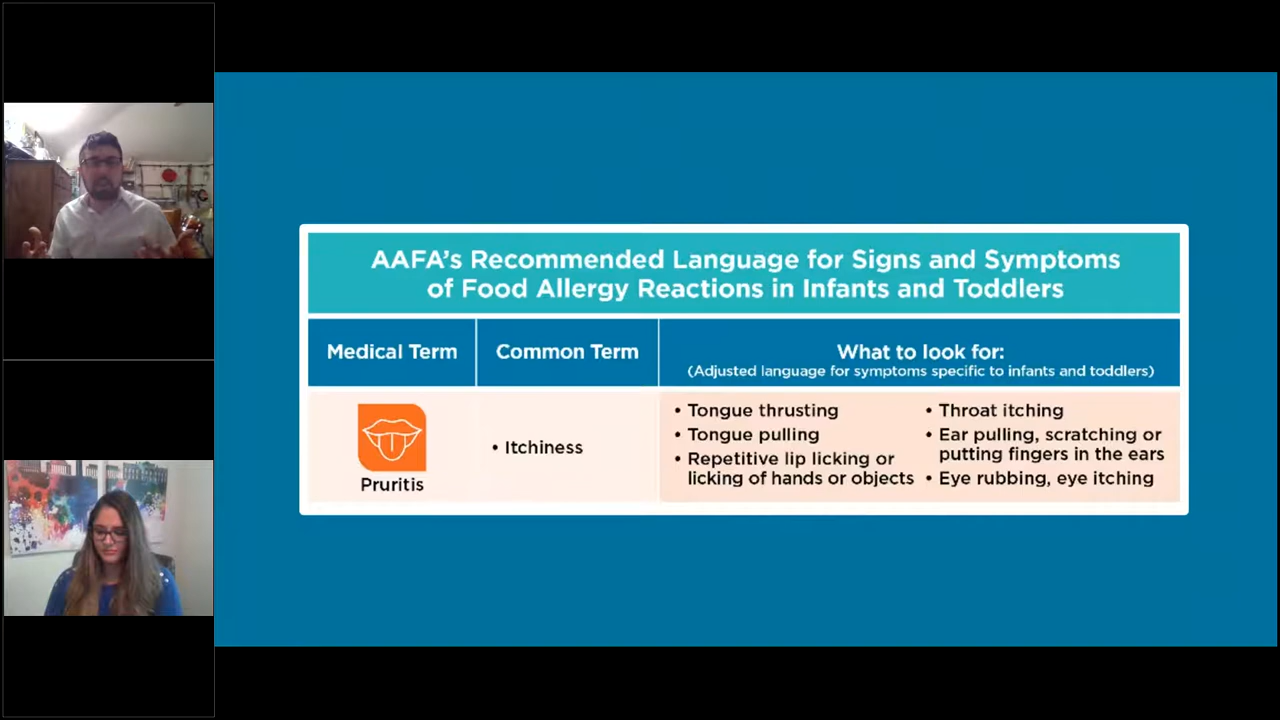 AAFA's Recommended Language for Signs and Symptoms
of Food Allergy Reactions in Infants and Toddlers
Medical Term
Common Term
What to look for:
(Adjusted language for symptoms specific to infants and toddlers)
Pruritis
• Itchiness
• Tongue thrusting
• Tongue pulling
• Repetitive lip licking or
licking of hands or objects
• Throat itching
• Ear pulling, scratching or
putting fingers in the ears
• Eye rubbing, eye itching